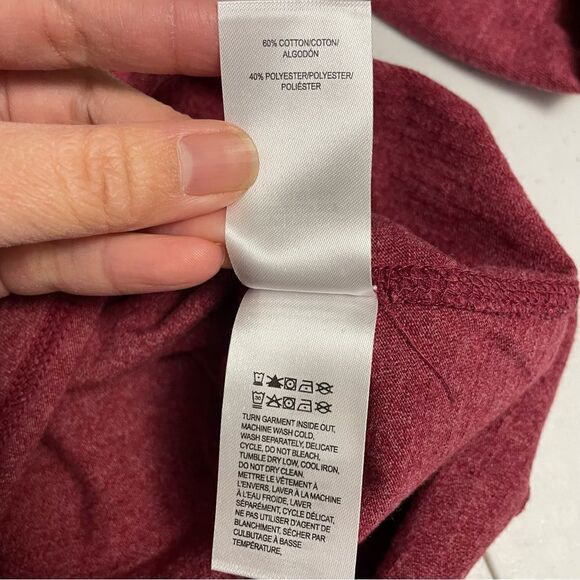 60% COTTON/COTON/
ALGODÓN
40% POLYESTER/POLYESTER/
POLIÉSTER
30
TURN GARMENT INSIDE OUT,
MACHINE WASH COLD,
WASH SEPARATELY, DELICATE
CYCLE, DO NOT BLEACH,
TUMBLE DRY LOW, COOL IRON,
DO NOT DRY CLEAN.
METTRE LE VÊTEMENT À
L'ENVERS, LAVER À LA MACHINE
À L'EAU FROIDE, LAVER
SÉPARÉMENT, CYCLE DÉLICAT,
NE PAS UTILISER D'AGENT DE
BLANCHIMENT, SÉCHER PAR
CULBUTAGE À BASSE
TEMPÉRATURE,